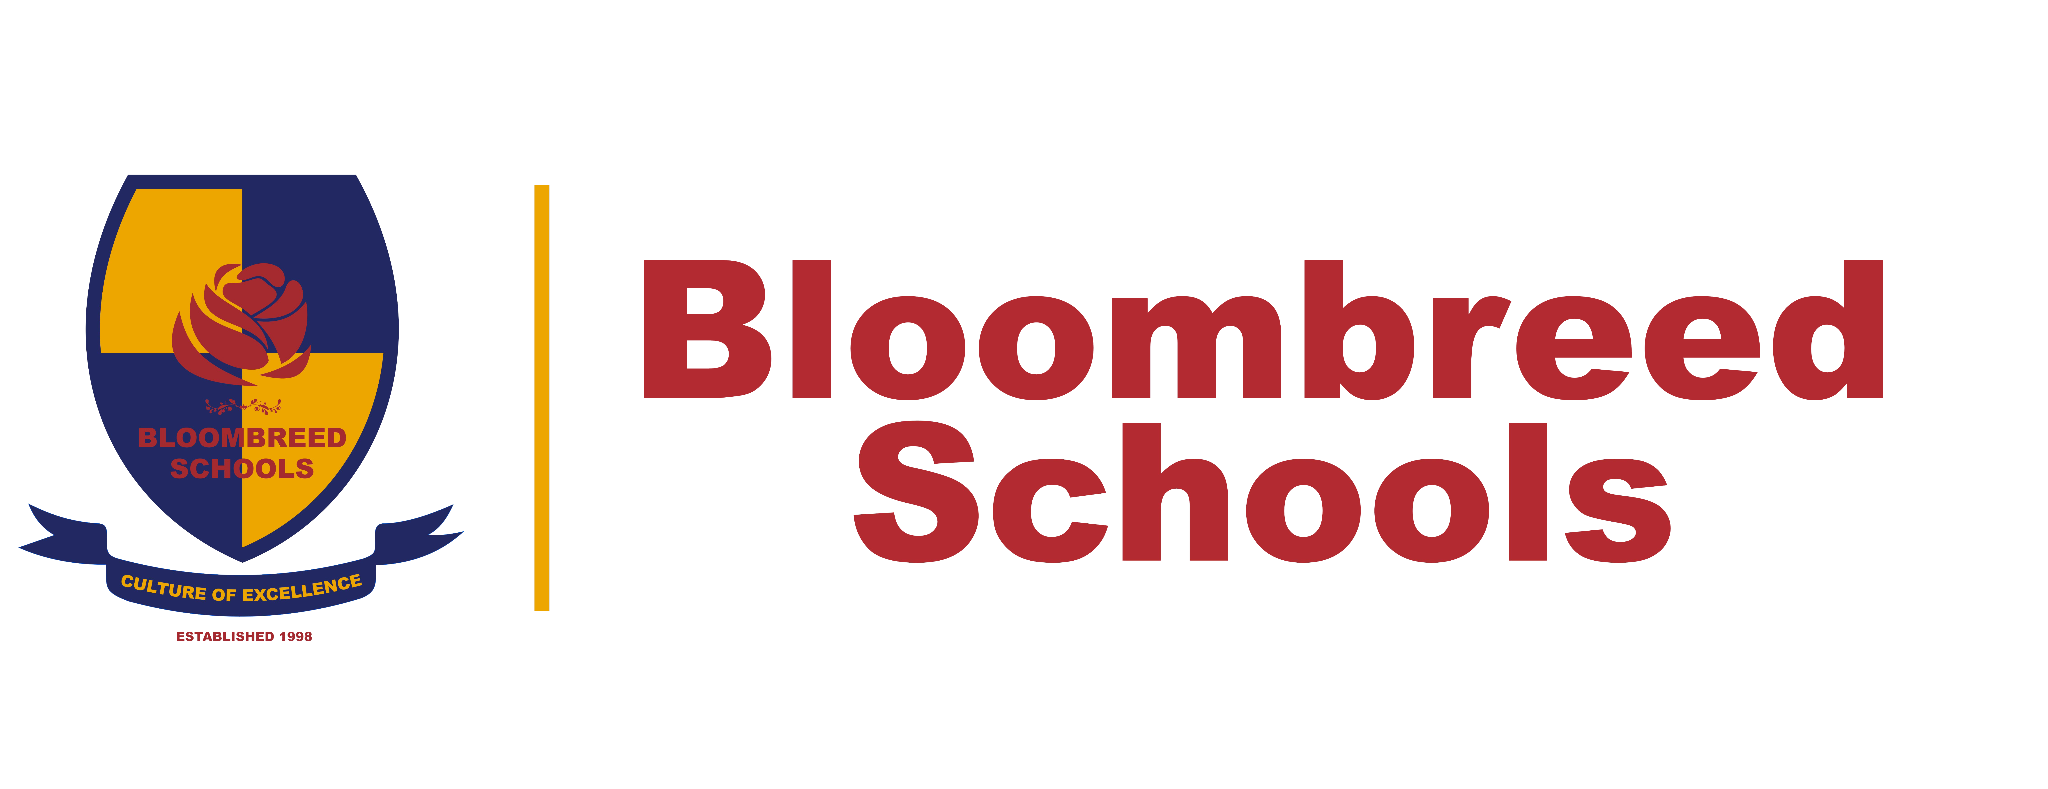 BLOOMBREED
SCHOOLS
CULTURE OF EXCELLENCE
ESTABLISHED 1998
Bloombreed
Schools